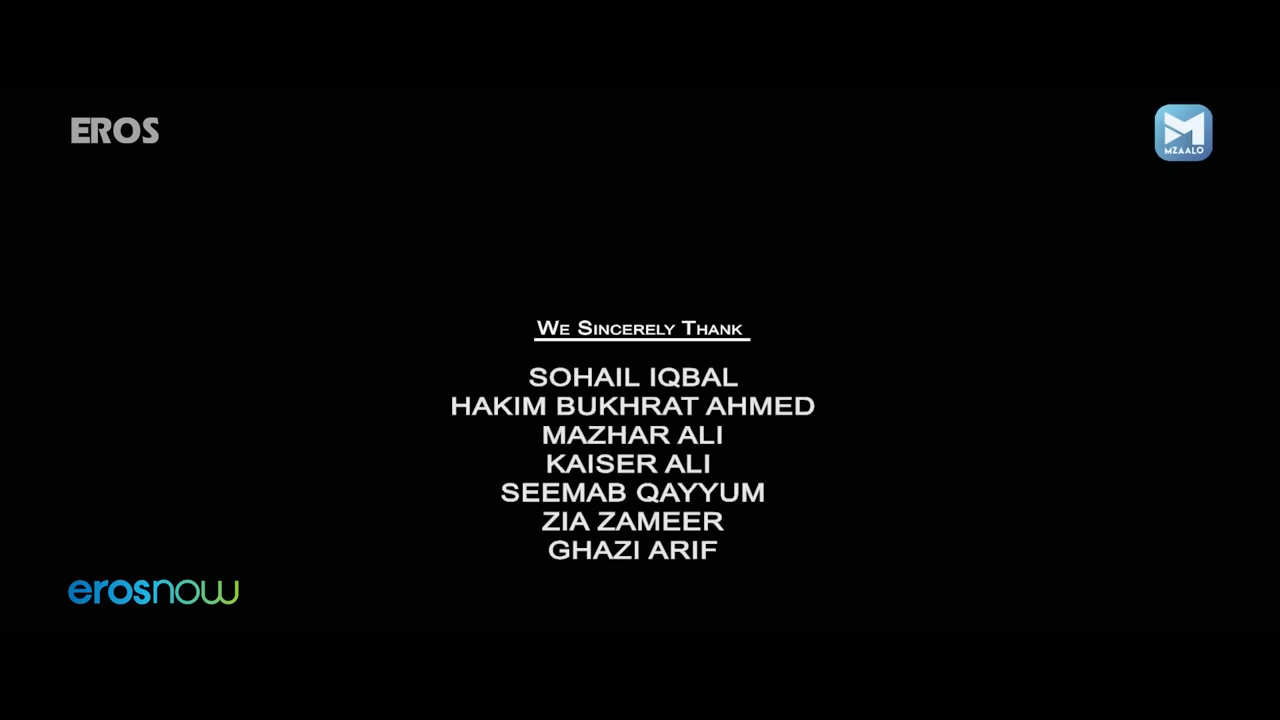 EROS
MZAALO
WE SINCERELY THANK
SOHAIL IQBAL
HAKIM BUKHRAT AHMED
MAZHAR ALI
KAISER ALI
SEEMAB QAYYUM
ZIA ZAMEER
GHAZI ARIF
erosnow